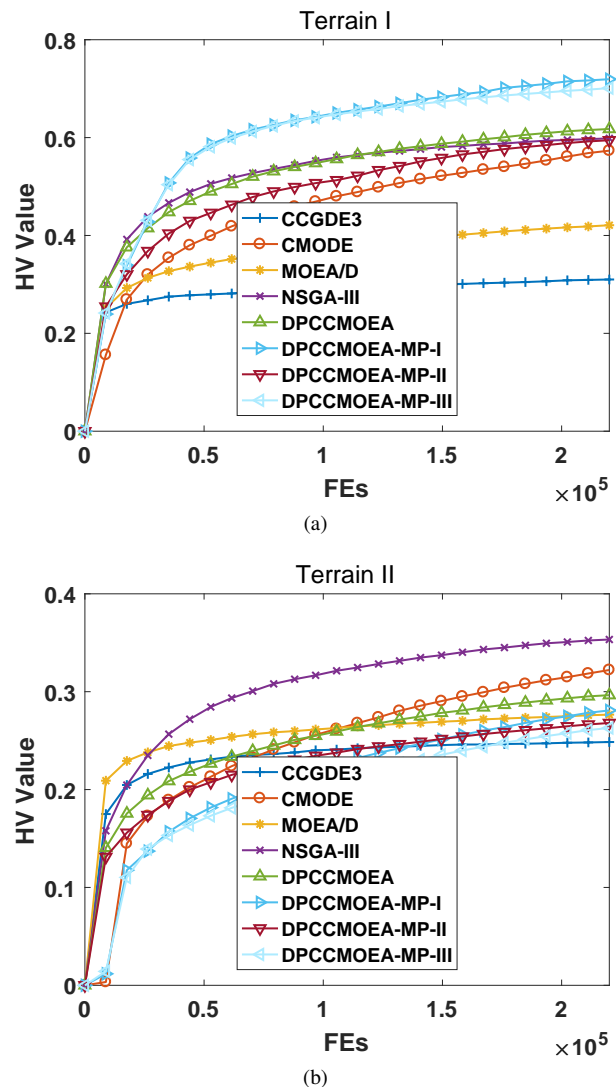 Terrain I
0.8
0.6
0.4
0.2
0
HV Value
CCGDE3
CMODE
MOEA/D
NSGA-III
DPCCMOEA
DPCCMOEA-MP-I
DPCCMOEA-MP-II
DPCCMOEA-MP-III
0 0.5 1 1.5 2
FEs
×10^5
(a)
Terrain II
0.4
0.3
0.2
0.1
0
HV Value
CCGDE3
CMODE
MOEA/D
NSGA-III
DPCCMOEA
DPCCMOEA-MP-I
DPCCMOEA-MP-II
DPCCMOEA-MP-III
0 0.5 1 1.5 2
FEs
×10^5
(b)